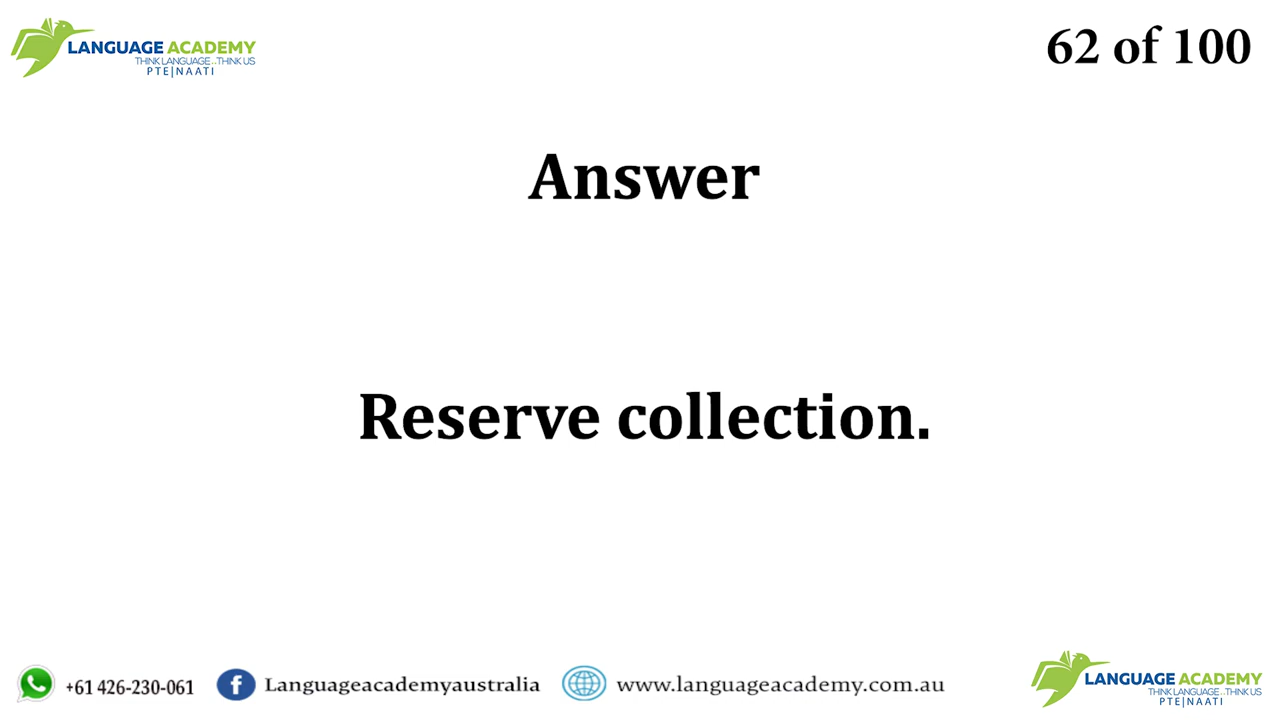 LANGUAGE ACADEMY
THINK LANGUAGE...THINK US
PTE|NAATI
62 of 100
Answer
Reserve collection.
+61 426-230-061
Languageacademyaustralia
www.languageacademy.com.au
LANGUAGE ACADEMY
THINK LANGUAGE...THINK US
PTE|NAATI